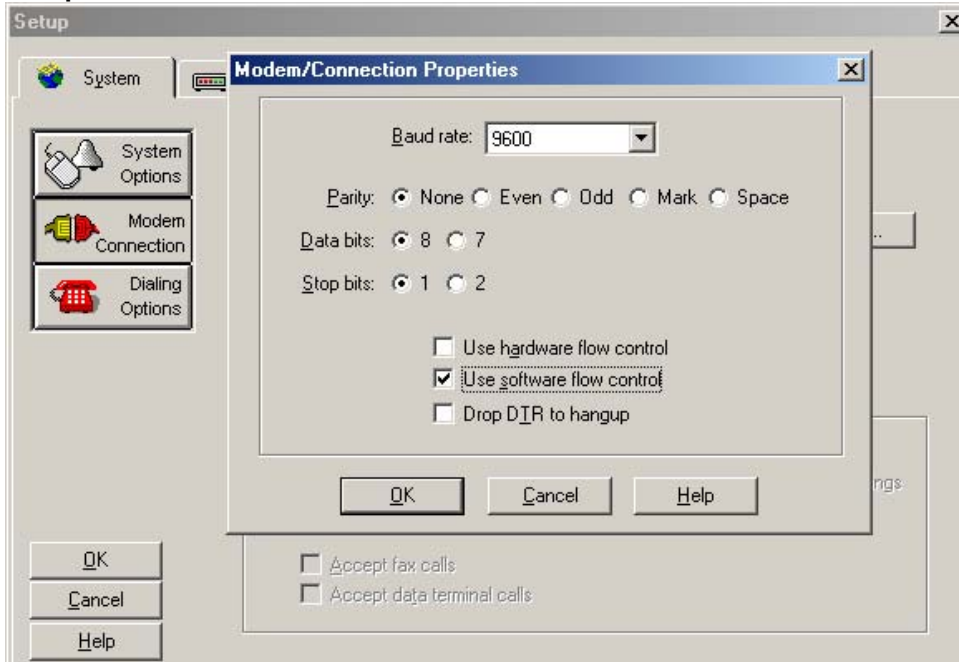 Setup
System
Modem/Connection Properties
Baud rate: 9600
System
Options
Parity: None Even Odd Mark Space
Modem
Connection
Data bits: 8 7
..
Stop bits: 1 2
Dialing
Options
Use hardware flow control
Use software flow control
Drop DTR to hangup
OK Cancel Help
ngs
OK
Accept fax calls
Cancel
Accept data terminal calls
Help